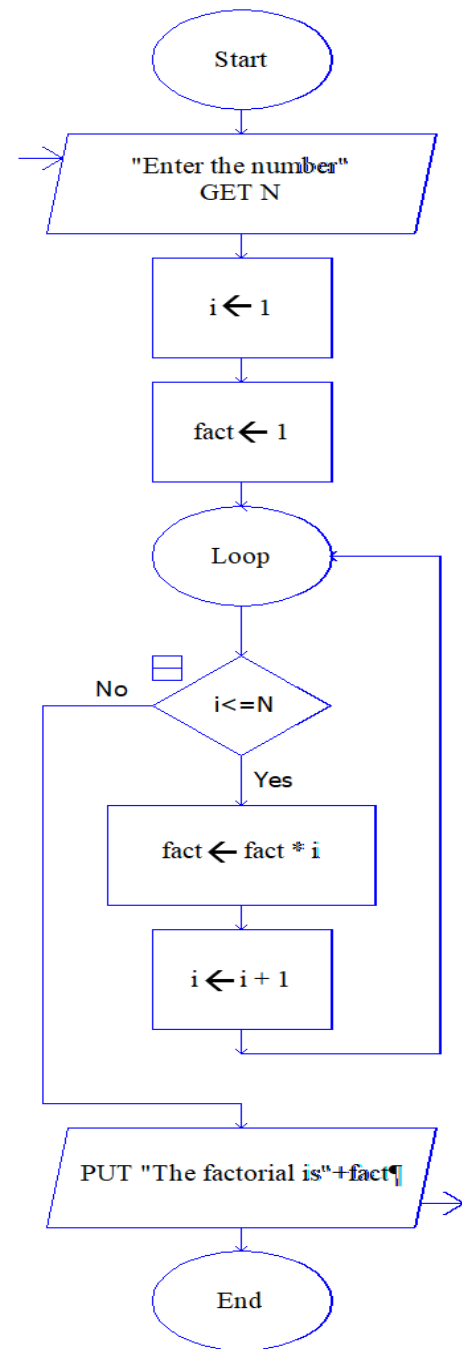 Start
"Enter the number"
GET N
i ← 1
fact ← 1
Loop
i<=N
No
Yes
fact ← fact * i
i ← i + 1
PUT "The factorial is"+fact¶
End